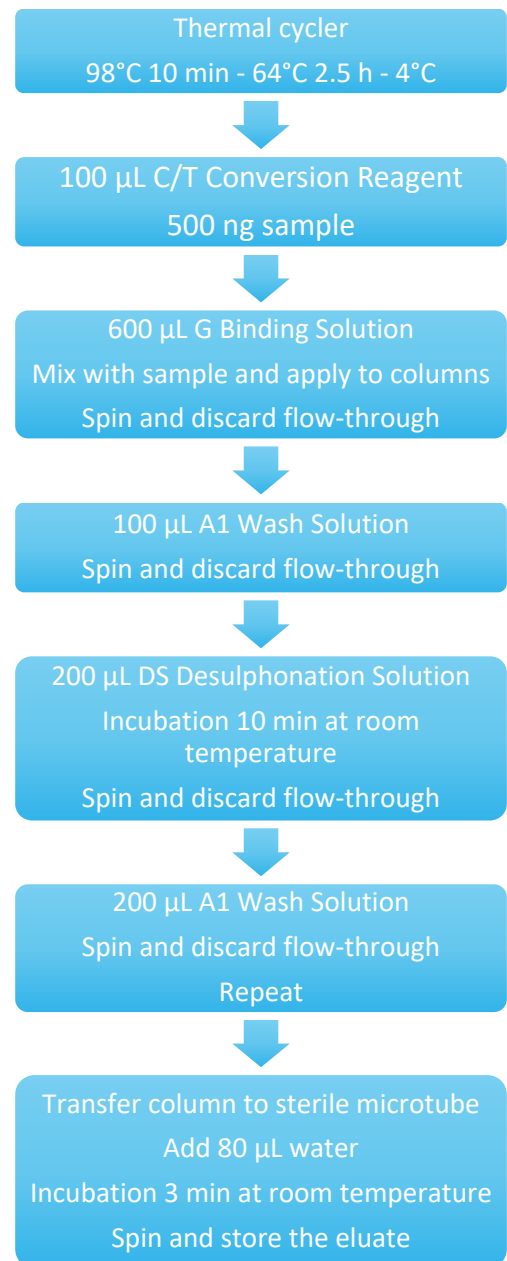 Thermal cycler
98°C 10 min - 64°C 2.5 h - 4°C
100 µL C/T Conversion Reagent
500 ng sample
600 µL G Binding Solution
Mix with sample and apply to columns
Spin and discard flow-through
100 µL A1 Wash Solution
Spin and discard flow-through
200 µL DS Desulphonation Solution
Incubation 10 min at room
temperature
Spin and discard flow-through
200 µL A1 Wash Solution
Spin and discard flow-through
Repeat
Transfer column to sterile microtube
Add 80 µL water
Incubation 3 min at room temperature
Spin and store the eluate